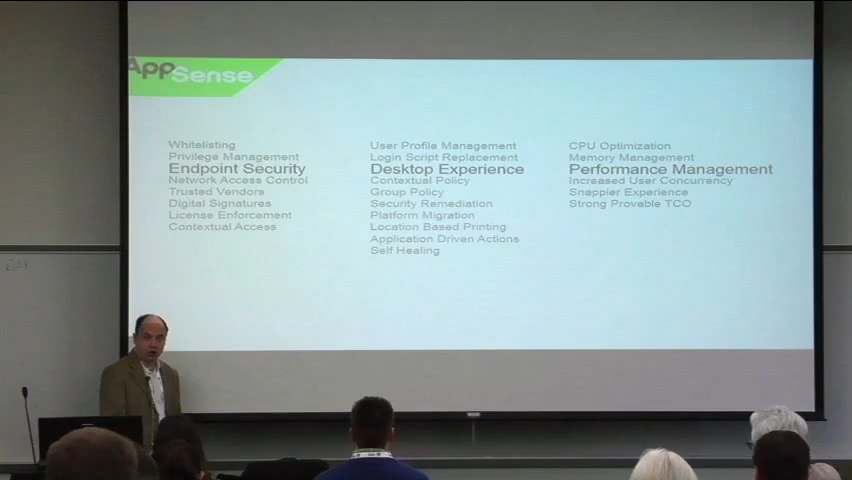 AppSense
Whitelisting
Privilege Management
Endpoint Security
Network Access Control
Trusted Vendors
Digital Signatures
License Enforcement
Contextual Access
User Profile Management
Login Script Replacement
Desktop Experience
Contextual Policy
Group Policy
Security Remediation
Platform Migration
Location Based Printing
Application Driven Actions
Self Healing
CPU Optimization
Memory Management
Performance Management
Increased User Concurrency
Snappier Experience
Strong Provable TCO